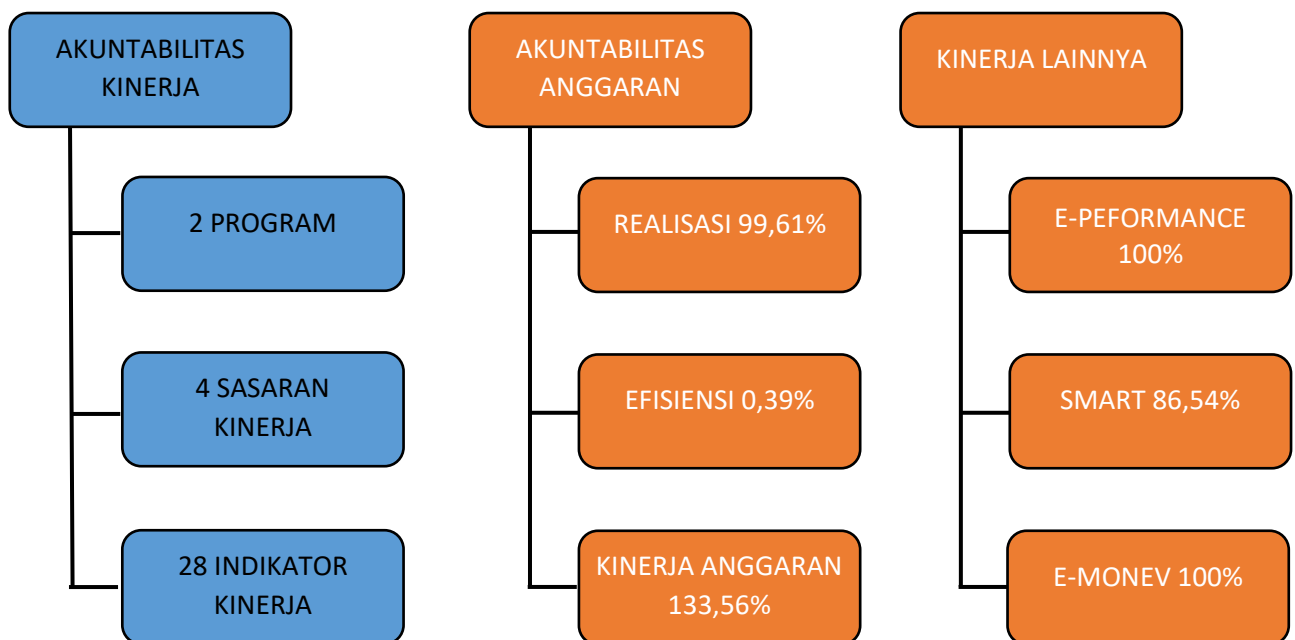 AKUNTABILITAS
KINERJA
2 PROGRAM
4 SASARAN
KINERJA
28 INDIKATOR
KINERJA
AKUNTABILITAS
ANGGARAN
REALISASI 99,61%
EFISIENSI 0,39%
KINERJA ANGGARAN
133,56%
KINERJA LAINNYA
E-PEFORMANCE
100%
SMART 86,54%
E-MONEV 100%